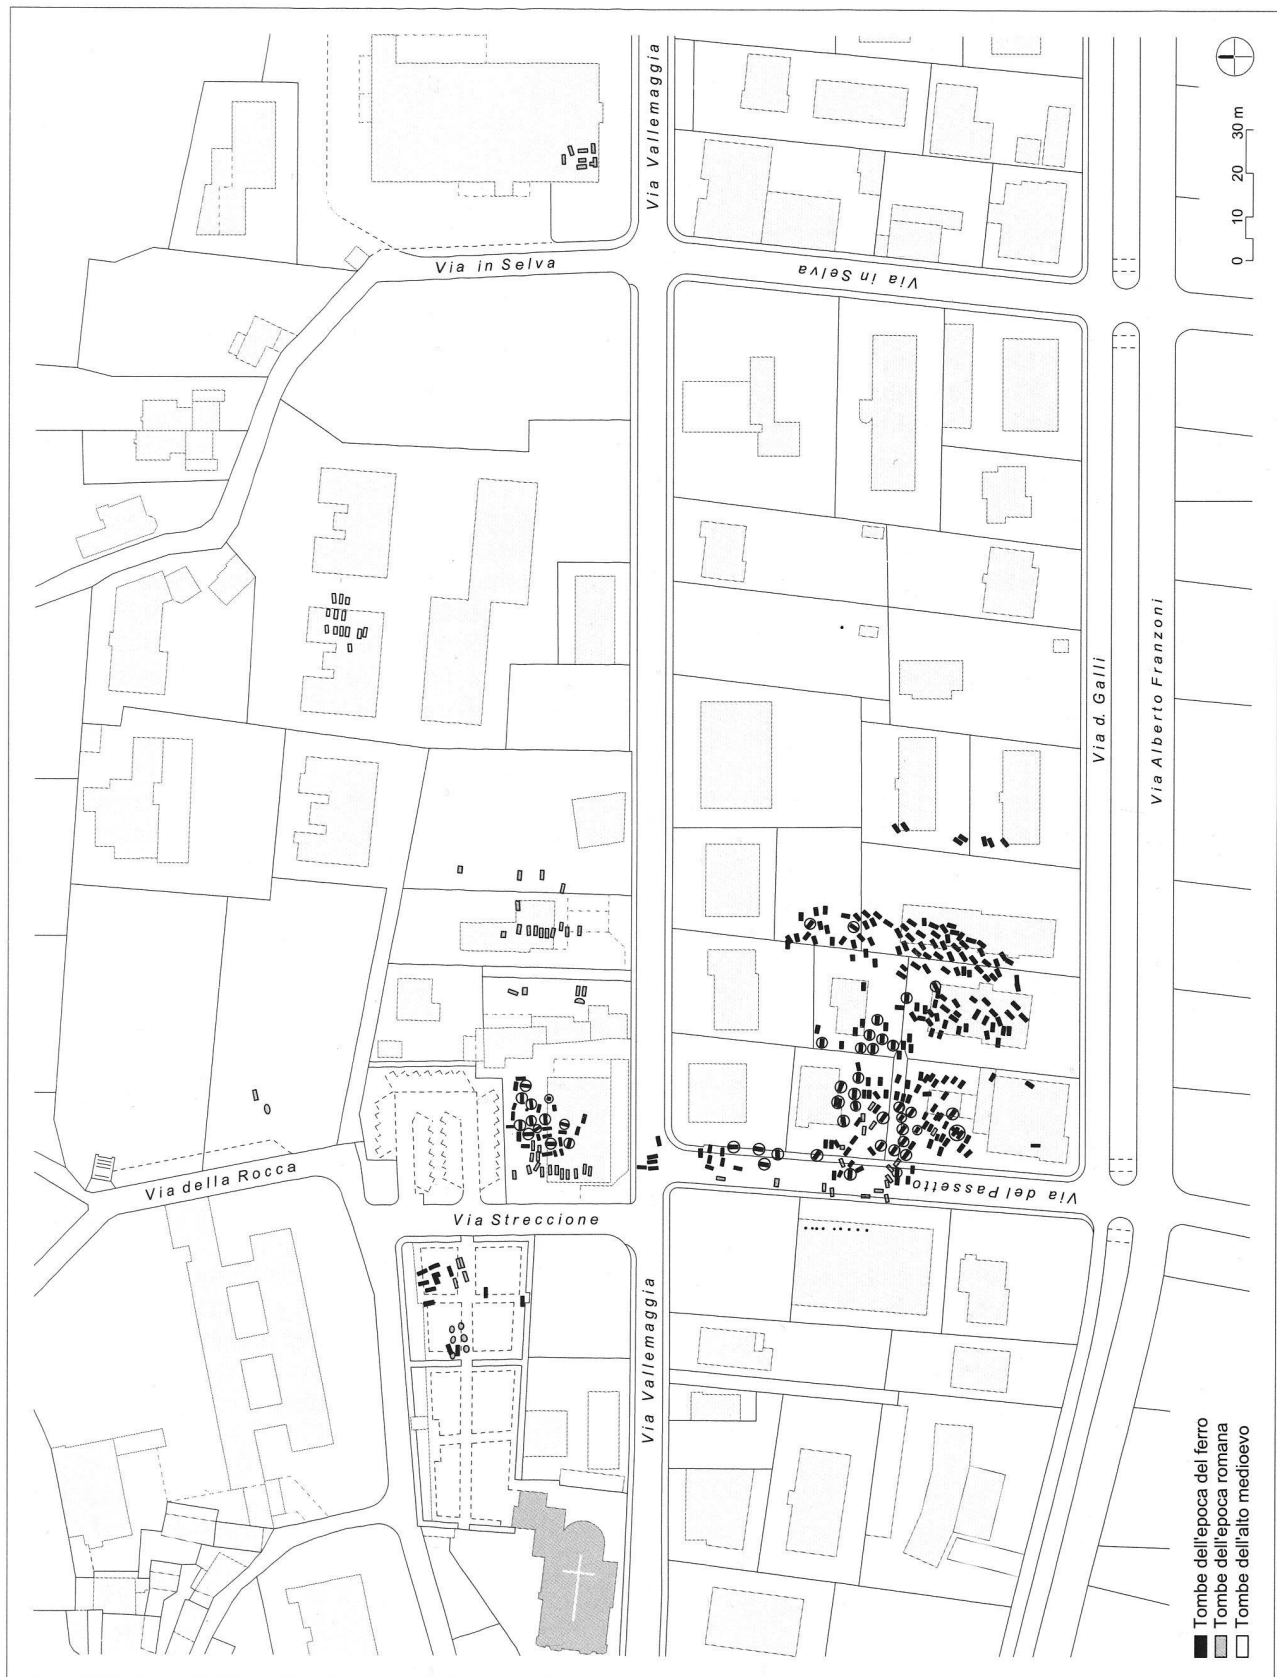 Via Vallemaggia
0 10 20 30 m
Via in Selva
Via in Selva
Via d. Galli
Via Alberto Franzoni
Via della Rocca
Via Streccione
Via del Passetto
Via Vallemaggia
Tombe dell'epoca del ferro
Tombe dell'epoca romana
Tombe dell'alto medioevo